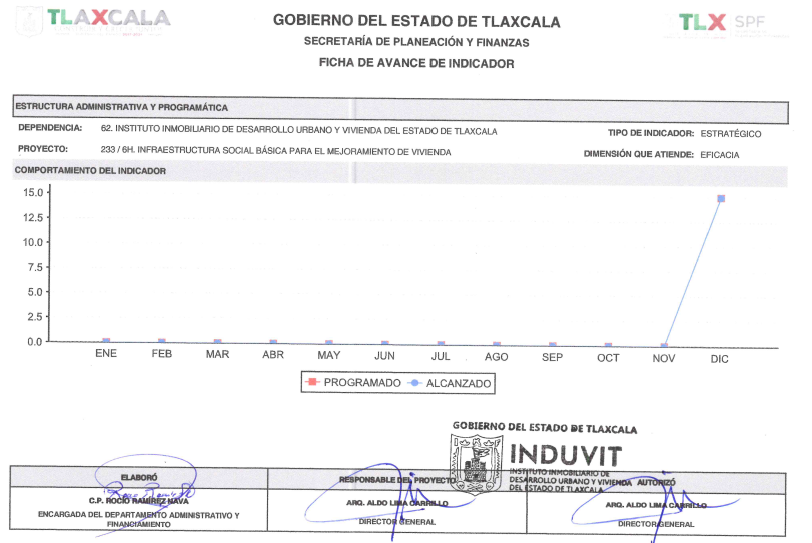 TLAXCALA
TLX SPF
GOBIERNO DEL ESTADO DE TLAXCALA
SECRETARÍA DE PLANEACIÓN Y FINANZAS
FICHA DE AVANCE DE INDICADOR
ESTRUCTURA ADMINISTRATIVA Y PROGRAMÁTICA
DEPENDENCIA: 62. INSTITUTO INMOBILIARIO DE DESARROLLO URBANO Y VIVIENDA DEL ESTADO DE TLAXCALA TIPO DE INDICADOR: ESTRATÉGICO
PROYECTO: 233 / 6H. INFRAESTRUCTURA SOCIAL BÁSICA PARA EL MEJORAMIENTO DE VIVIENDA DIMENSIÓN QUE ATIENDE: EFICACIA
COMPORTAMIENTO DEL INDICADOR
15.0
12.5
10.0
7.5
5.0
2.5
0.0
ENE FEB MAR ABR MAY JUN JUL AGO SEP OCT NOV DIC
PROGRAMADO ALCANZADO
GOBIERNO DEL ESTADO DE TLAXCALA
INDUVIT
INSTITUTO INMOBILIARIO DE
DESARROLLO URBANO Y VIVIENDA
DEL ESTADO DE TLAXCALA
ELABORÓ RESPONSABLE DEL PROYECTO AUTORIZÓ
C.P. ROCIO RAMÍREZ NAVA ARQ. ALDO LIMA CARRILLO ARQ. ALDO LIMA CARRILLO
ENCARGADA DEL DEPARTAMENTO ADMINISTRATIVO Y
FINANCIAMIENTO
DIRECTOR GENERAL DIRECTOR GENERAL